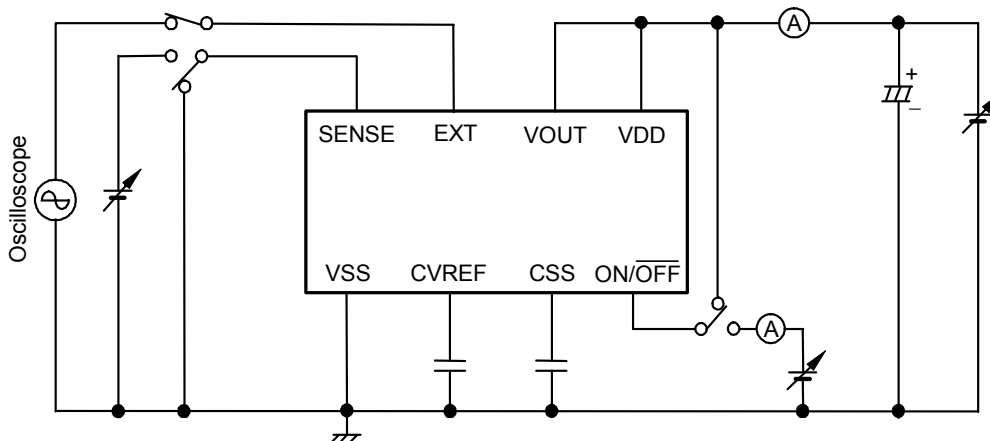 A
SENSE EXT VOUT VDD
Oscilloscope
VSS CVREF CSS ON/OFF
A
+
−